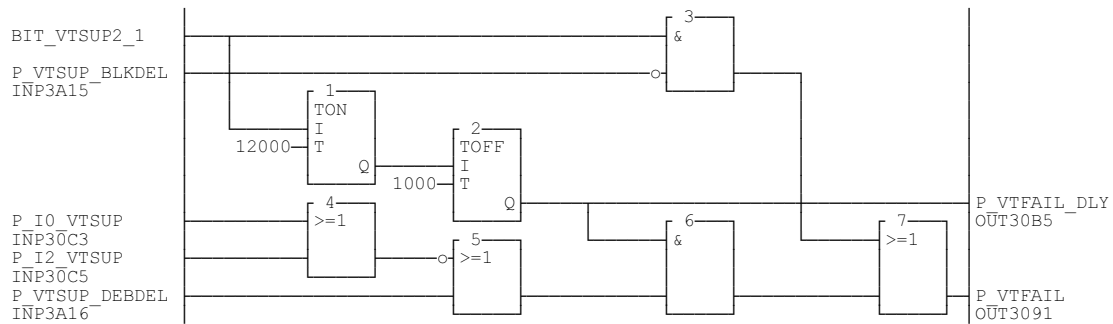 3
BIT_VTSUP2_1
&
P_VTSUP_BLKDEL
INP3A15
1
TON
I
12000 T
Q
2
TOFF
I
1000 T
Q
4
>=1
P_I0_VTSUP
INP30C3
P_I2_VTSUP
INP30C5
5
>=1
6
&
7
>=1
P_VTFAIL_DLY
OUT30B5
P_VTSUP_DEBDEL
INP3A16
P_VTFAIL
OUT3091